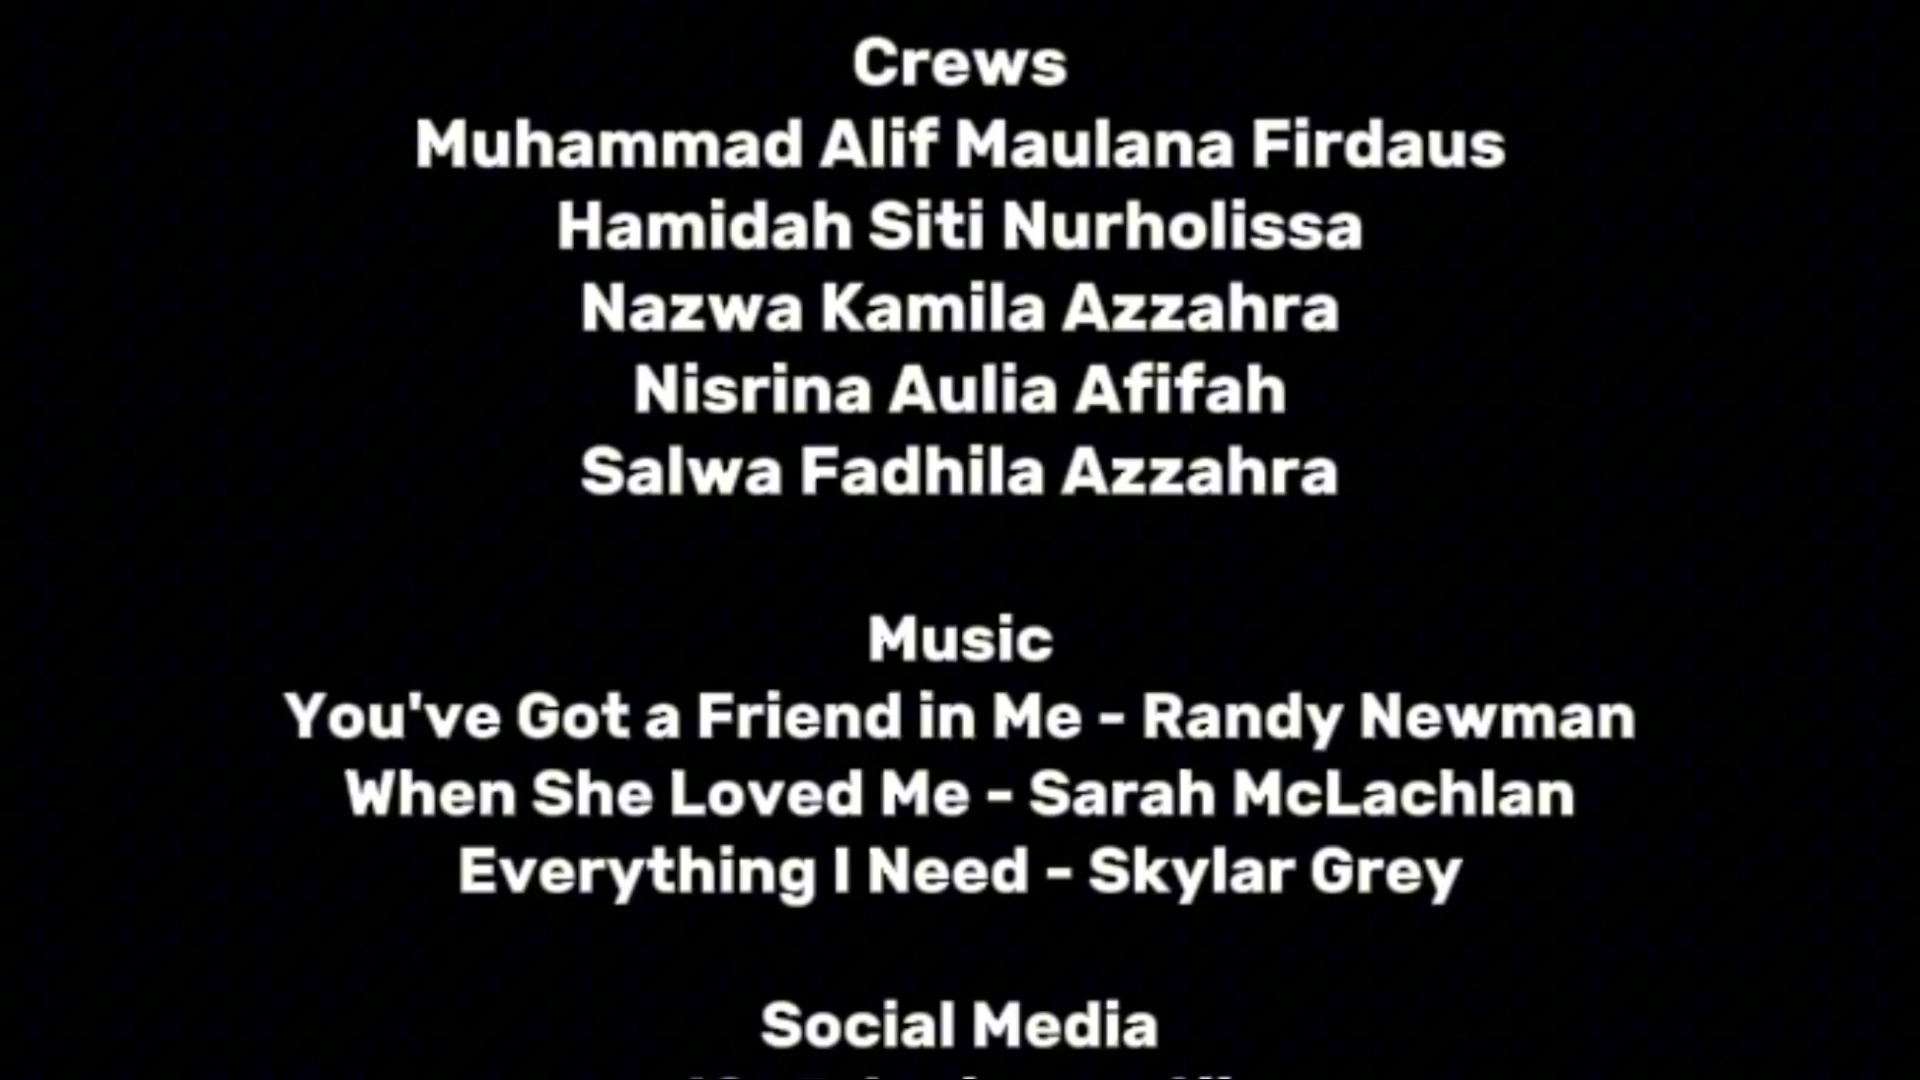 Crews
Muhammad Alif Maulana Firdaus
Hamidah Siti Nurholissa
Nazwa Kamila Azzahra
Nisrina Aulia Afifah
Salwa Fadhila Azzahra
Music
You've Got a Friend in Me - Randy Newman
When She Loved Me - Sarah McLachlan
Everything I Need - Skylar Grey
Social Media